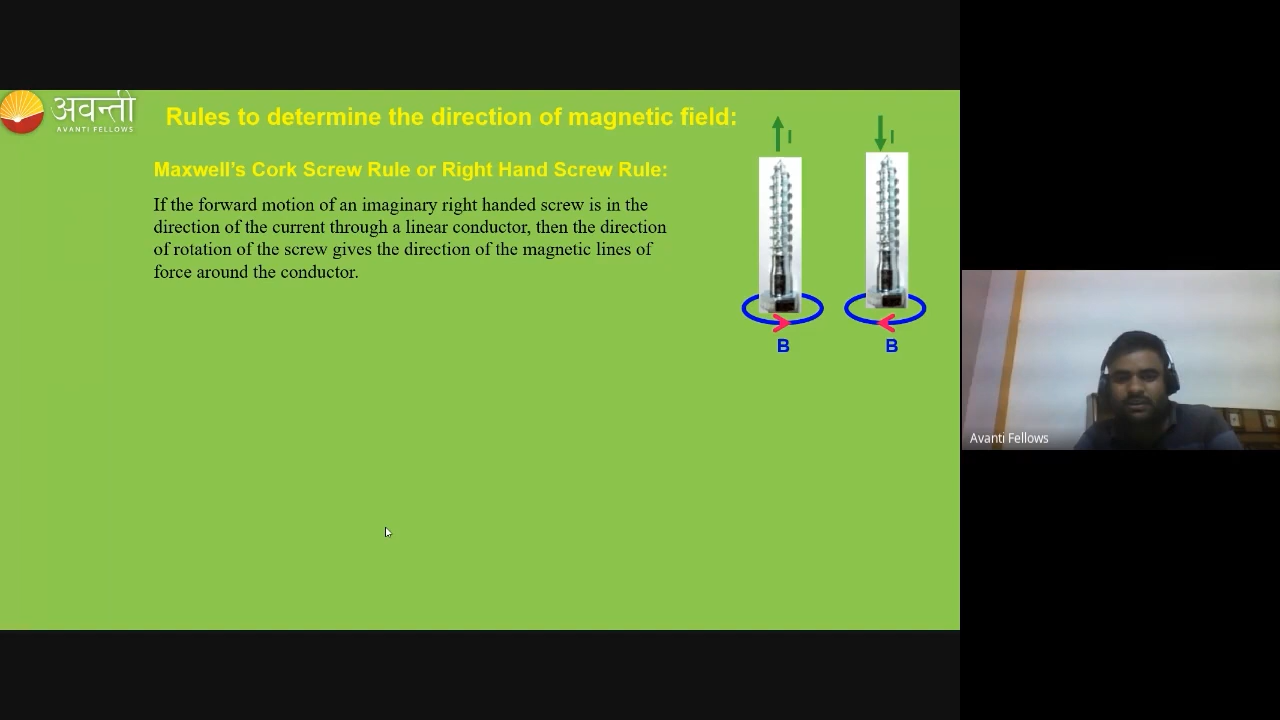 अवन्ती
AVANTI FELLOWS
Rules to determine the direction of magnetic field:
Maxwell’s Cork Screw Rule or Right Hand Screw Rule:
If the forward motion of an imaginary right handed screw is in the
direction of the current through a linear conductor, then the direction
of rotation of the screw gives the direction of the magnetic lines of
force around the conductor.
I
I
B
B
Avanti Fellows